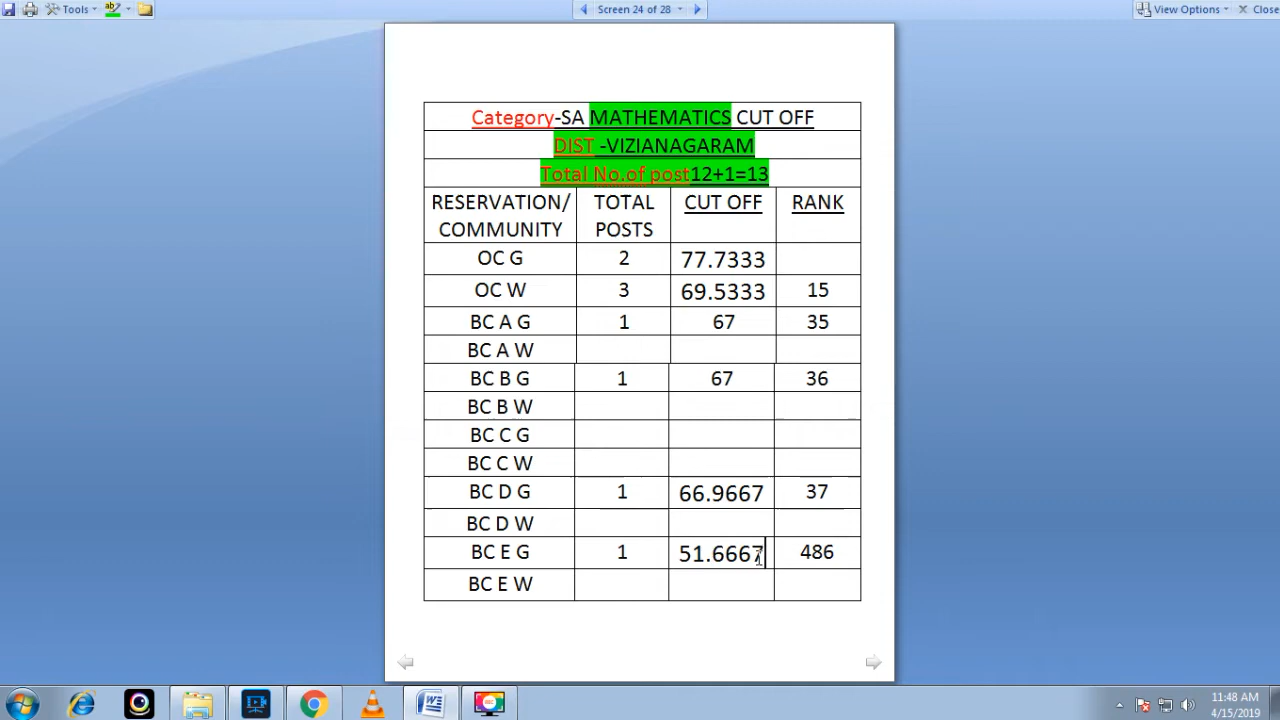 Tools
Screen 24 of 28
View Options
Close
Category-SA MATHEMATICS CUT OFF
DIST -VIZIANAGARAM
Total No.of post12+1=13
RESERVATION/ COMMUNITY TOTAL POSTS CUT OFF RANK
OC G 2 77.7333
OC W 3 69.5333 15
BC A G 1 67 35
BC A W
BC B G 1 67 36
BC B W
BC C G
BC C W
BC D G 1 66.9667 37
BC D W
BC E G 1 51.6667 486
BC E W
11:48 AM
4/15/2019